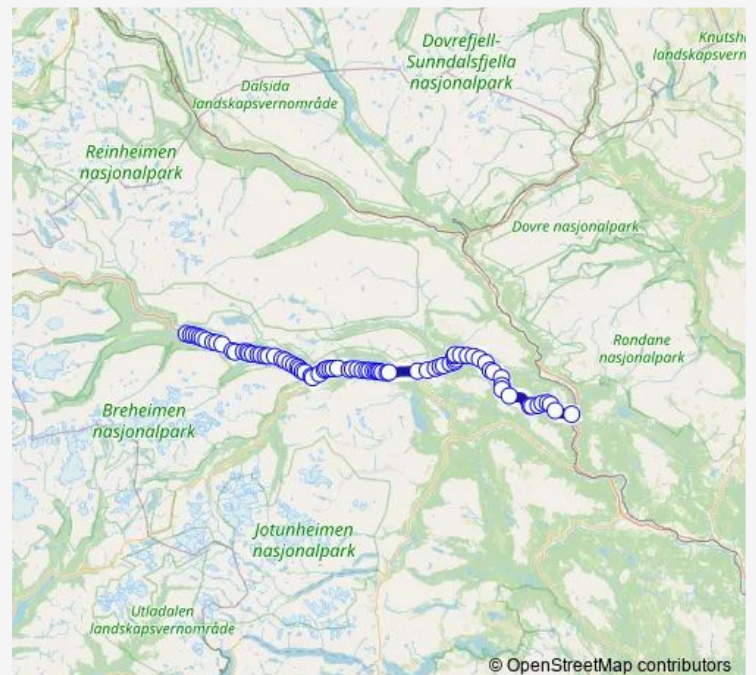 Dovrefjell-
Sunndalsfjella
nasjonalpark
Knutsh
landskapsvern
Dalsida
landskapsvernområde
Reinheimen
nasjonalpark
Dovre nasjonalpark
Rondane
nasjonalpark
Breheimen
nasjonalpark
Jotunheimen
nasjonalpark
Utladalen
landskapsvernområde
© OpenStreetMap contributors